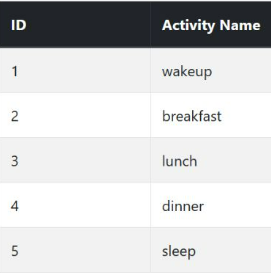 ID Activity Name
1 wakeup
2 breakfast
3 lunch
4 dinner
5 sleep